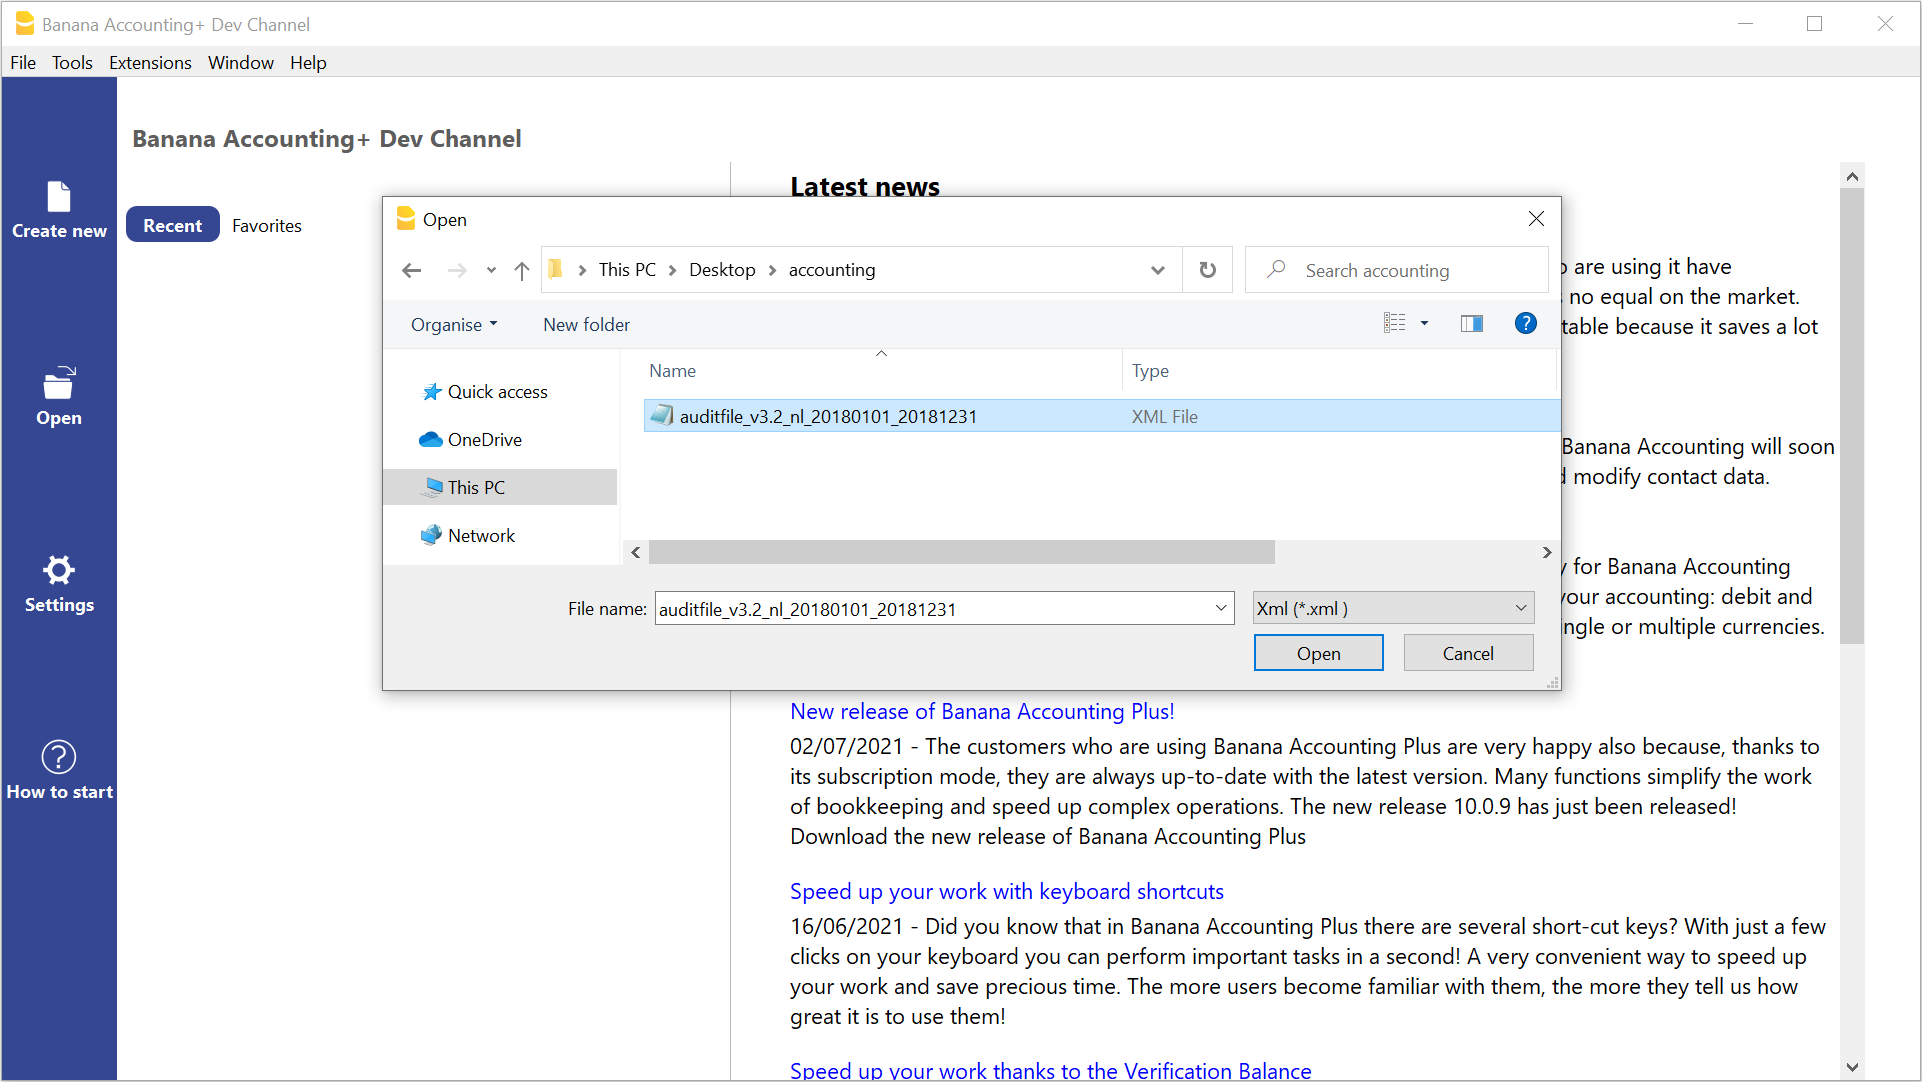 Banana Accounting+ Dev Channel
File Tools Extensions Window Help
Banana Accounting+ Dev Channel
Create new
Open
Settings
How to start
Recent Favorites
Latest news
Open
This PC > Desktop > accounting
Search accounting
Organise New folder
Quick access
OneDrive
This PC
Network
Name Type
auditfile_v3.2_nl_20180101_20181231 XML File
File name: auditfile_v3.2_nl_20180101_20181231 Xml (*.xml )
Open Cancel
are using it have
no equal on the market.
table because it saves a lot
Banana Accounting will soon
modify contact data.
for Banana Accounting
your accounting: debit and
ngle or multiple currencies.
New release of Banana Accounting Plus!
02/07/2021 - The customers who are using Banana Accounting Plus are very happy also because, thanks to
its subscription mode, they are always up-to-date with the latest version. Many functions simplify the work
of bookkeeping and speed up complex operations. The new release 10.0.9 has just been released!
Download the new release of Banana Accounting Plus
Speed up your work with keyboard shortcuts
16/06/2021 - Did you know that in Banana Accounting Plus there are several short-cut keys? With just a few
clicks on your keyboard you can perform important tasks in a second! A very convenient way to speed up
your work and save precious time. The more users become familiar with them, the more they tell us how
great it is to use them!
Speed up your work thanks to the Verification Balance